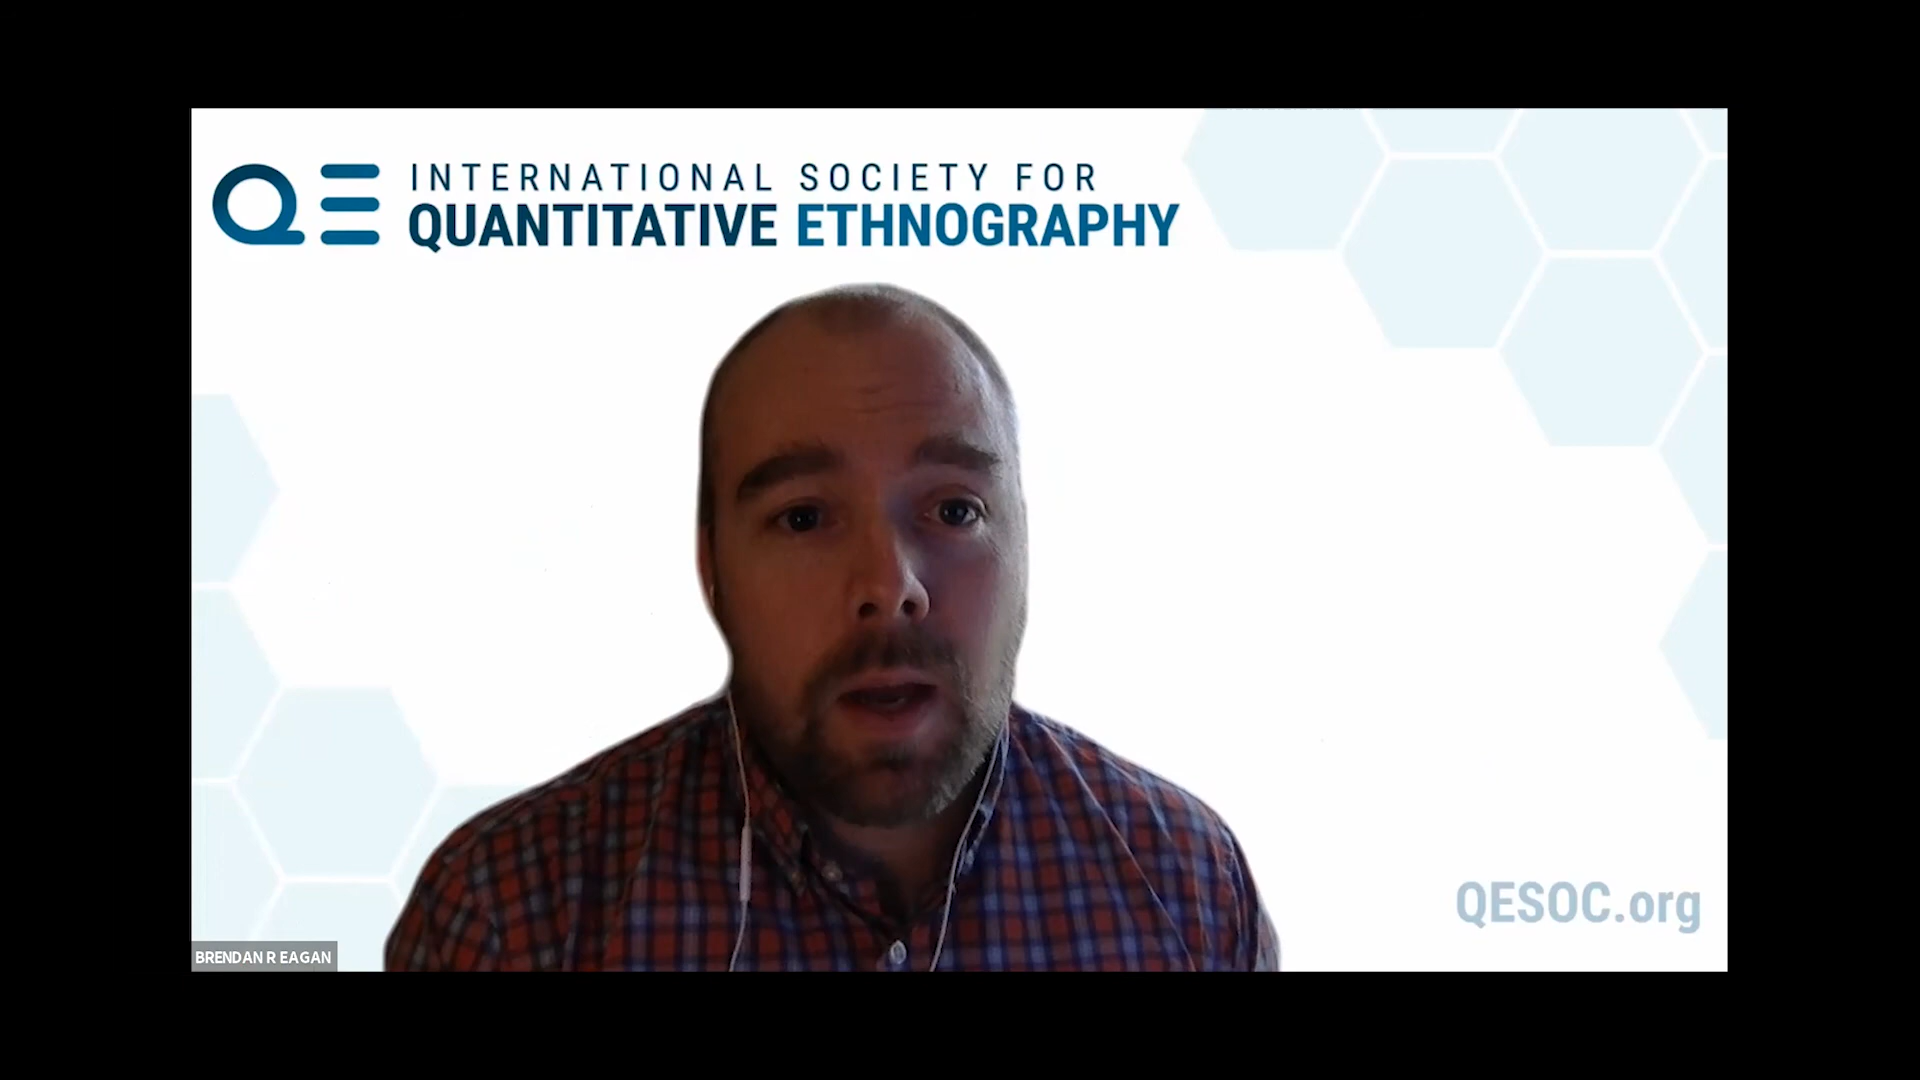 QE
INTERNATIONAL SOCIETY FOR
QUANTITATIVE ETHNOGRAPHY
QESOC.org
BRENDAN R EAGAN